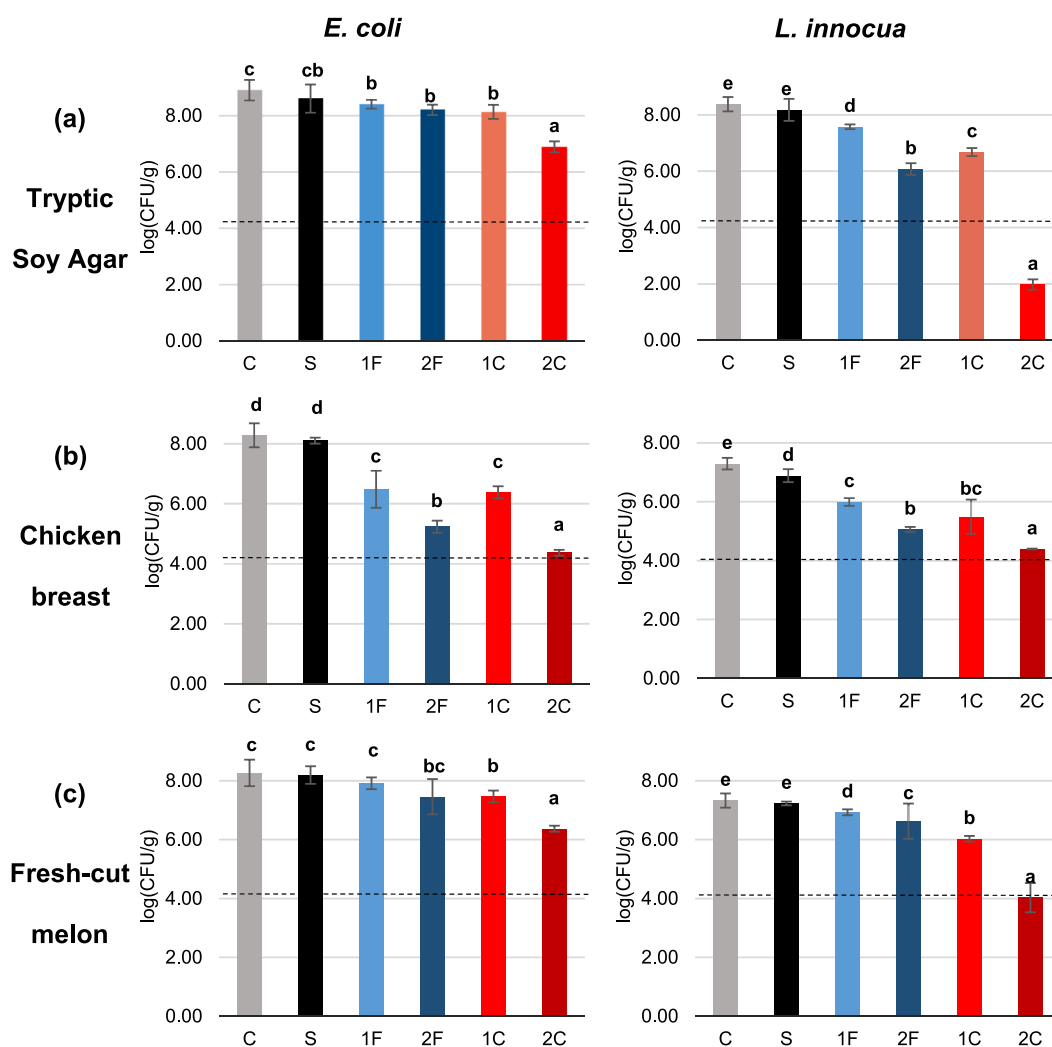 E. coli
L. innocua
(a)
Tryptic
Soy Agar
log(CFU/g)
8.00
6.00
4.00
2.00
0.00
c
cb
b
b
b
a
C
S
1F
2F
1C
2C
log(CFU/g)
8.00
6.00
4.00
2.00
0.00
e
e
d
b
c
a
C
S
1F
2F
1C
2C
(b)
Chicken
breast
log(CFU/g)
8.00
6.00
4.00
2.00
0.00
d
d
c
b
c
a
C
S
1F
2F
1C
2C
log(CFU/g)
8.00
6.00
4.00
2.00
0.00
e
d
c
b
bc
a
C
S
1F
2F
1C
2C
(c)
Fresh-cut
melon
log(CFU/g)
8.00
6.00
4.00
2.00
0.00
c
c
c
bc
b
a
C
S
1F
2F
1C
2C
log(CFU/g)
8.00
6.00
4.00
2.00
0.00
e
e
d
c
b
a
C
S
1F
2F
1C
2C